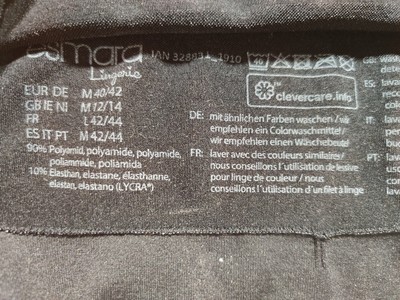 esmara
Lingerie
IAN 328831_1910
40
clevercare.info
EUR DE M 40/42
GB IE NI M 12/14
FR L 42/44
ES IT PT M 42/44
90% Polyamid, polyamide, polyamide,
poliammide, poliamida
10% Elasthan, elastane, élasthanne,
elastan, elastano (LYCRA®)
DE: mit ähnlichen Farben waschen / wir
empfehlen ein Colorwaschmittel /
wir empfehlen einen Wäschebeutel
FR: laver avec des couleurs similaires /
nous conseillons l'utilisation de lessive
pour linge de couleur / nous
conseillons l'utilisation d'un filet à linge
GB:
ES:
IT:
PT: